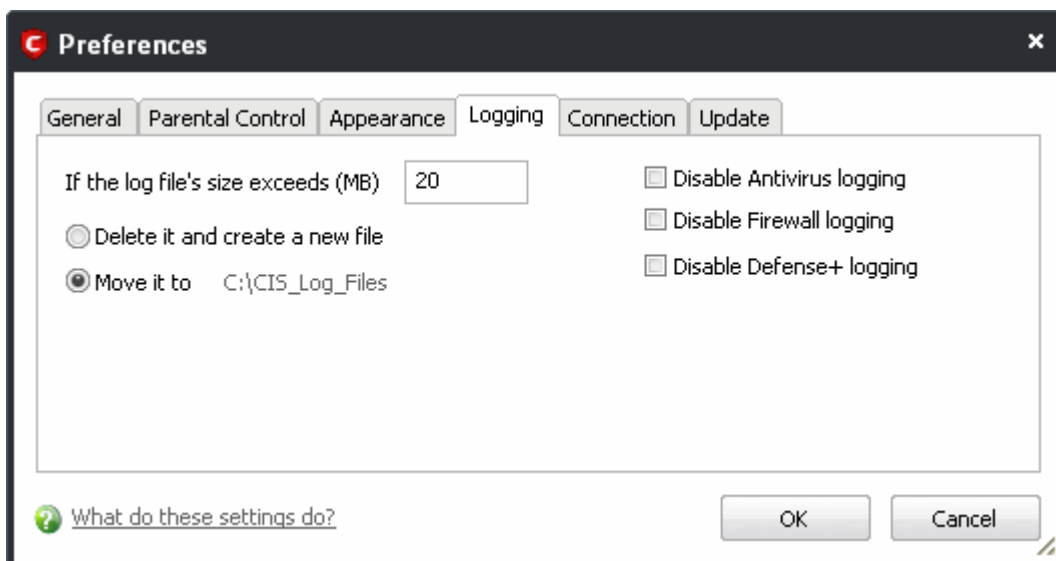 Preferences
General Parental Control Appearance Logging Connection Update
If the log file's size exceeds (MB) 20
Delete it and create a new file
Move it to C:\CIS_Log_Files
Disable Antivirus logging
Disable Firewall logging
Disable Defense+ logging
What do these settings do?
OK Cancel